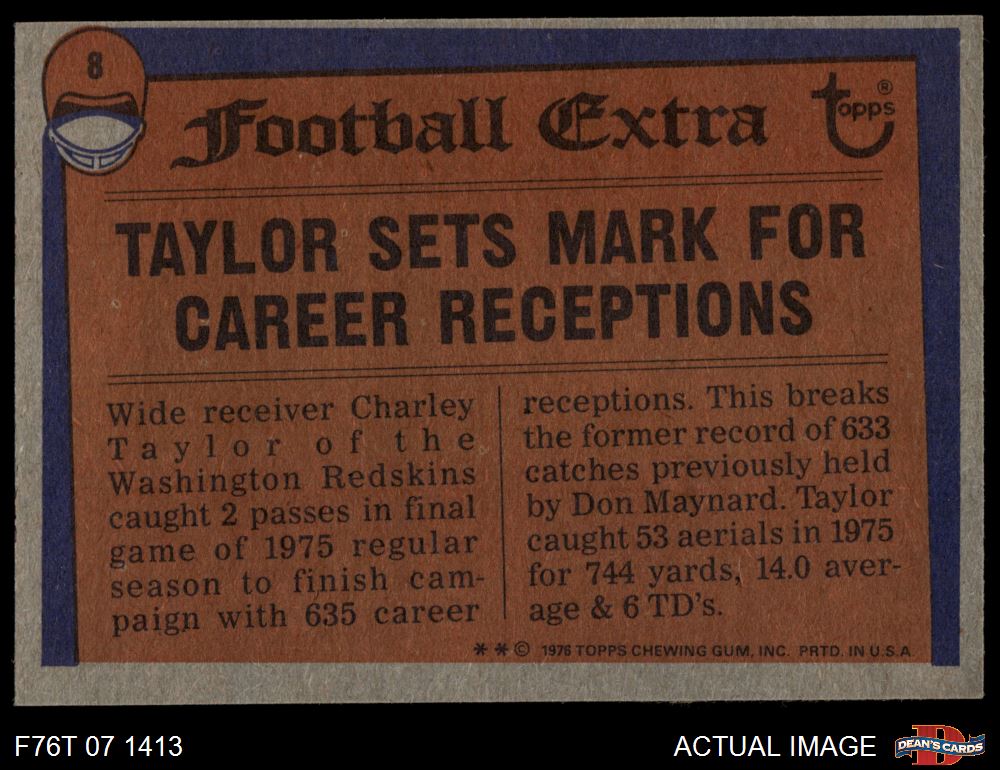 8
Football Extra
topps ®
TAYLOR SETS MARK FOR
CAREER RECEPTIONS
Wide receiver Charley
Taylor of the
Washington Redskins
caught 2 passes in final
game of 1975 regular
season to finish cam-
paign with 635 career
receptions. This breaks
the former record of 633
catches previously held
by Don Maynard. Taylor
caught 53 aerials in 1975
for 744 yards, 14.0 aver-
age & 6 TD's.
* * © 1976 TOPPS CHEWING GUM, INC. PRTD. IN U.S.A.
F76T 07 1413
ACTUAL IMAGE
D
DEAN'S CARDS